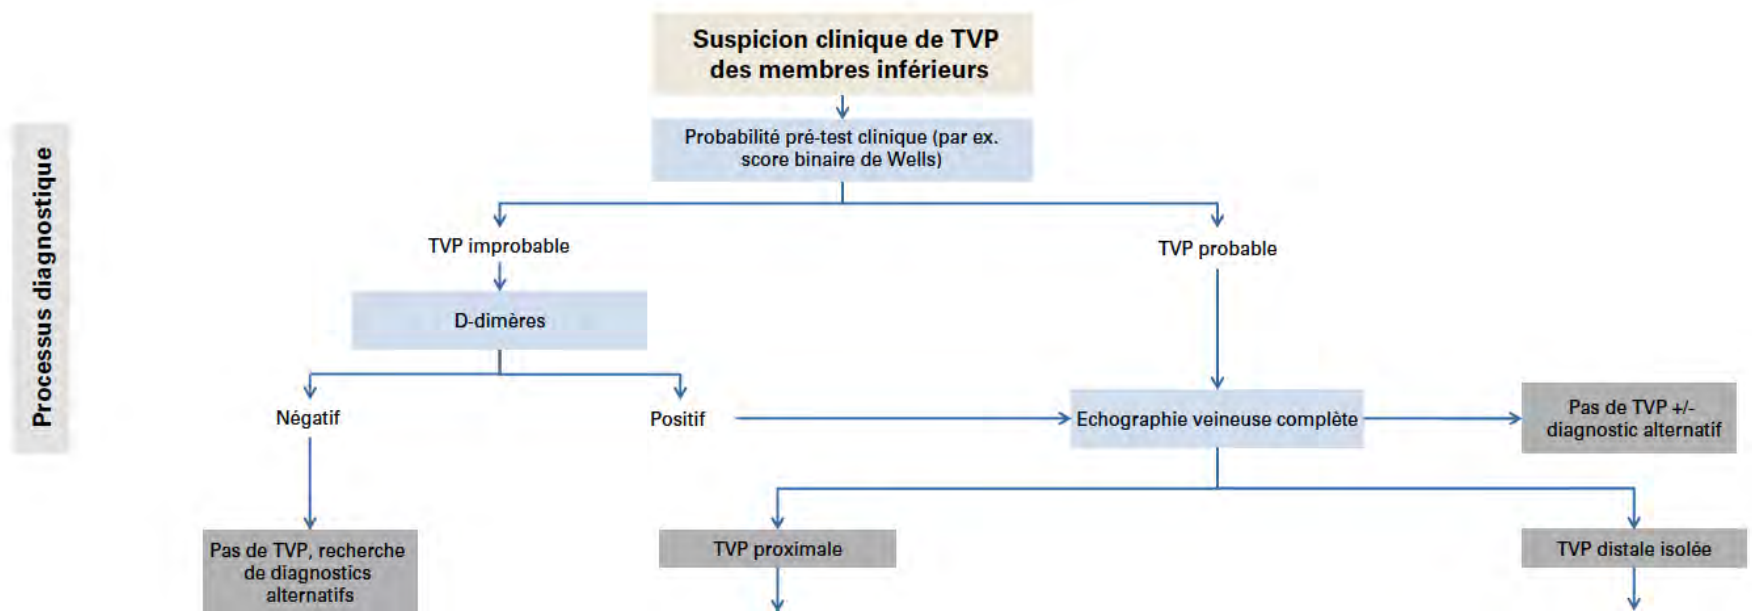 Suspicion clinique de TVP
des membres inférieurs
Probabilité pré-test clinique (par ex.
score binaire de Wells)
Processus diagnostique
TVP improbable
TVP probable
D-dimères
Négatif
Positif
Echographie veineuse complète
Pas de TVP +/-
diagnostic alternatif
Pas de TVP, recherche
de diagnostics
alternatifs
TVP proximale
TVP distale isolée